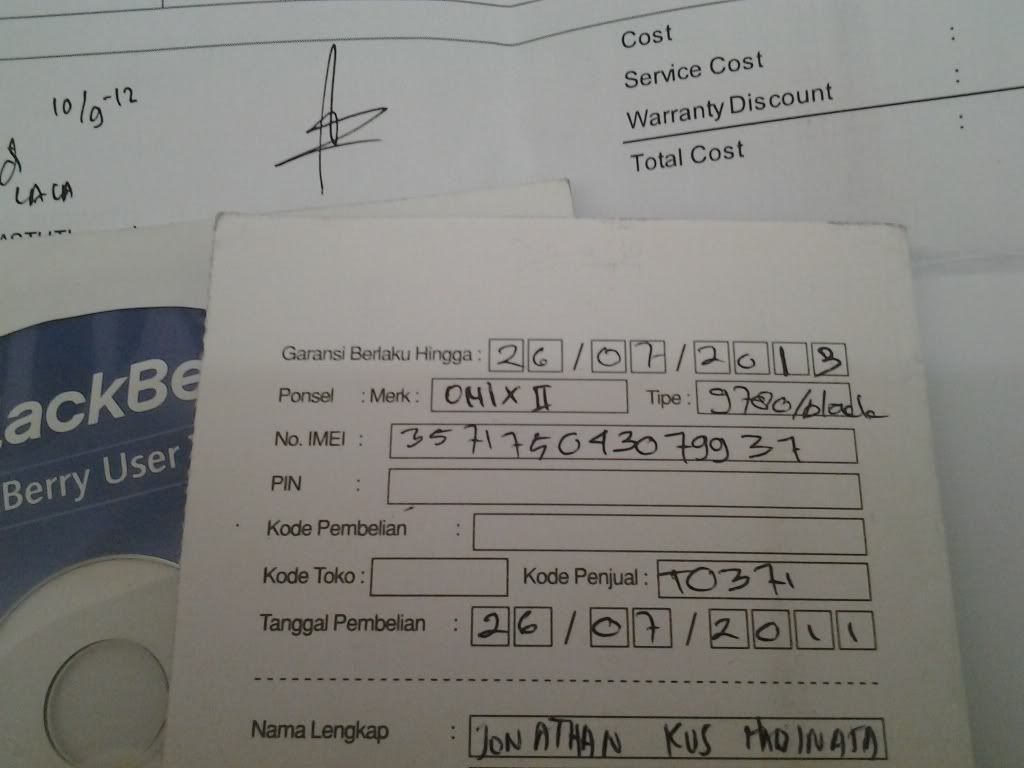 Cost :
Service Cost :
Warranty Discount
Total Cost :
10/9-12
LACA
ackBe
Berry User
Garansi Berlaku Hingga : 26 / 07 / 2013
Ponsel : Merk : ONIX II Tipe : 9780/black
No. IMEI : 357175043079937
PIN :
Kode Pembelian :
Kode Toko : Kode Penjual : TO371
Tanggal Pembelian : 26 / 07 / 2011
Nama Lengkap : JONATHAN KUS